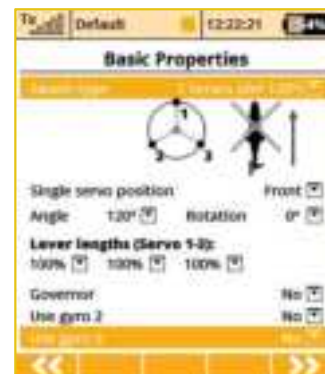 Tx Default 12:22:21
Basic Properties
1
2 3
Single servo position Front
Angle 120° Rotation 0°
Lever lengths (Servo 1-3):
100% 100% 100%
Governor No
Use gyro 2 No
<< >>